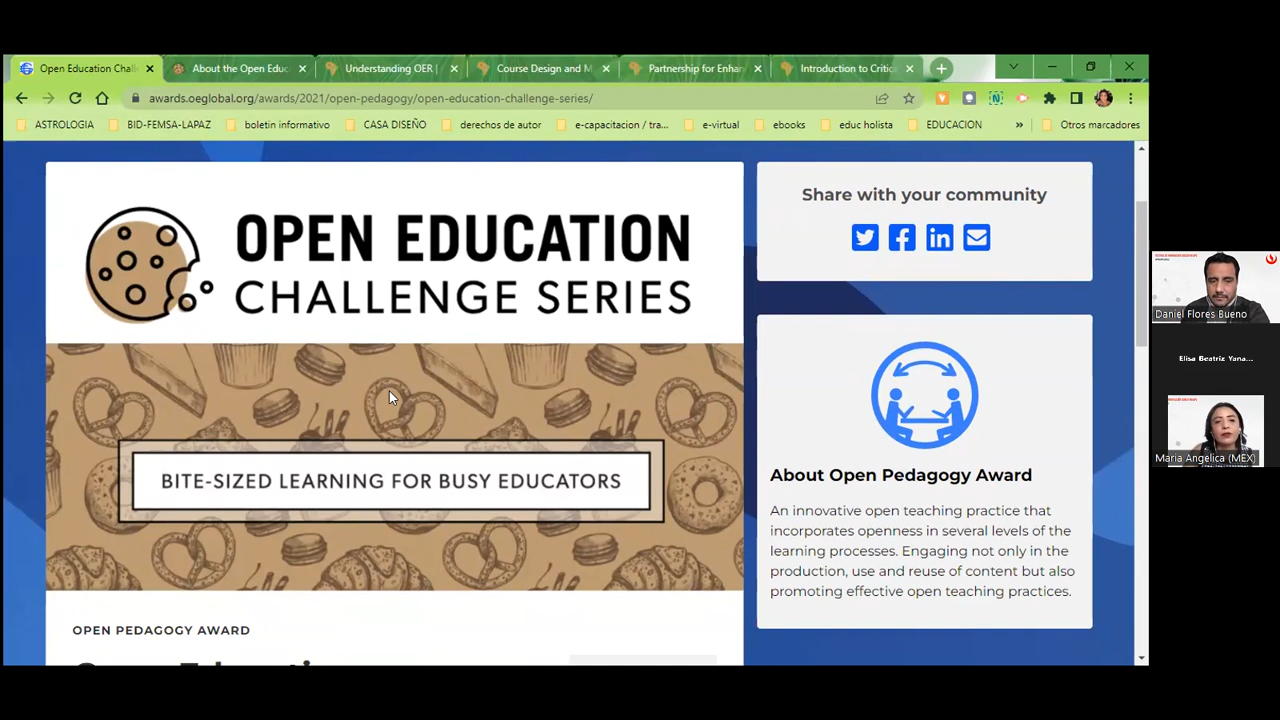 Open Education Chall
About the Open Educ
Understanding OER |
Course Design and M
Partnership for Enhar
Introduction to Critic
awards.oeglobal.org/awards/2021/open-pedagogy/open-education-challenge-series/
ASTROLOGIA
BID-FEMSA-LAPAZ
boletin informativo
CASA DISEÑO
derechos de autor
e-capacitacion / tra...
e-virtual
ebooks
educ holista
EDUCACION
»
Otros marcadores
OPEN EDUCATION
CHALLENGE SERIES
BITE-SIZED LEARNING FOR BUSY EDUCATORS
OPEN PEDAGOGY AWARD
Share with your community
About Open Pedagogy Award
An innovative open teaching practice that
incorporates openness in several levels of the
learning processes. Engaging not only in the
production, use and reuse of content but also
promoting effective open teaching practices.
Daniel Flores Bueno
Elisa Beatriz Yana...
Maria Angelica (MEX)